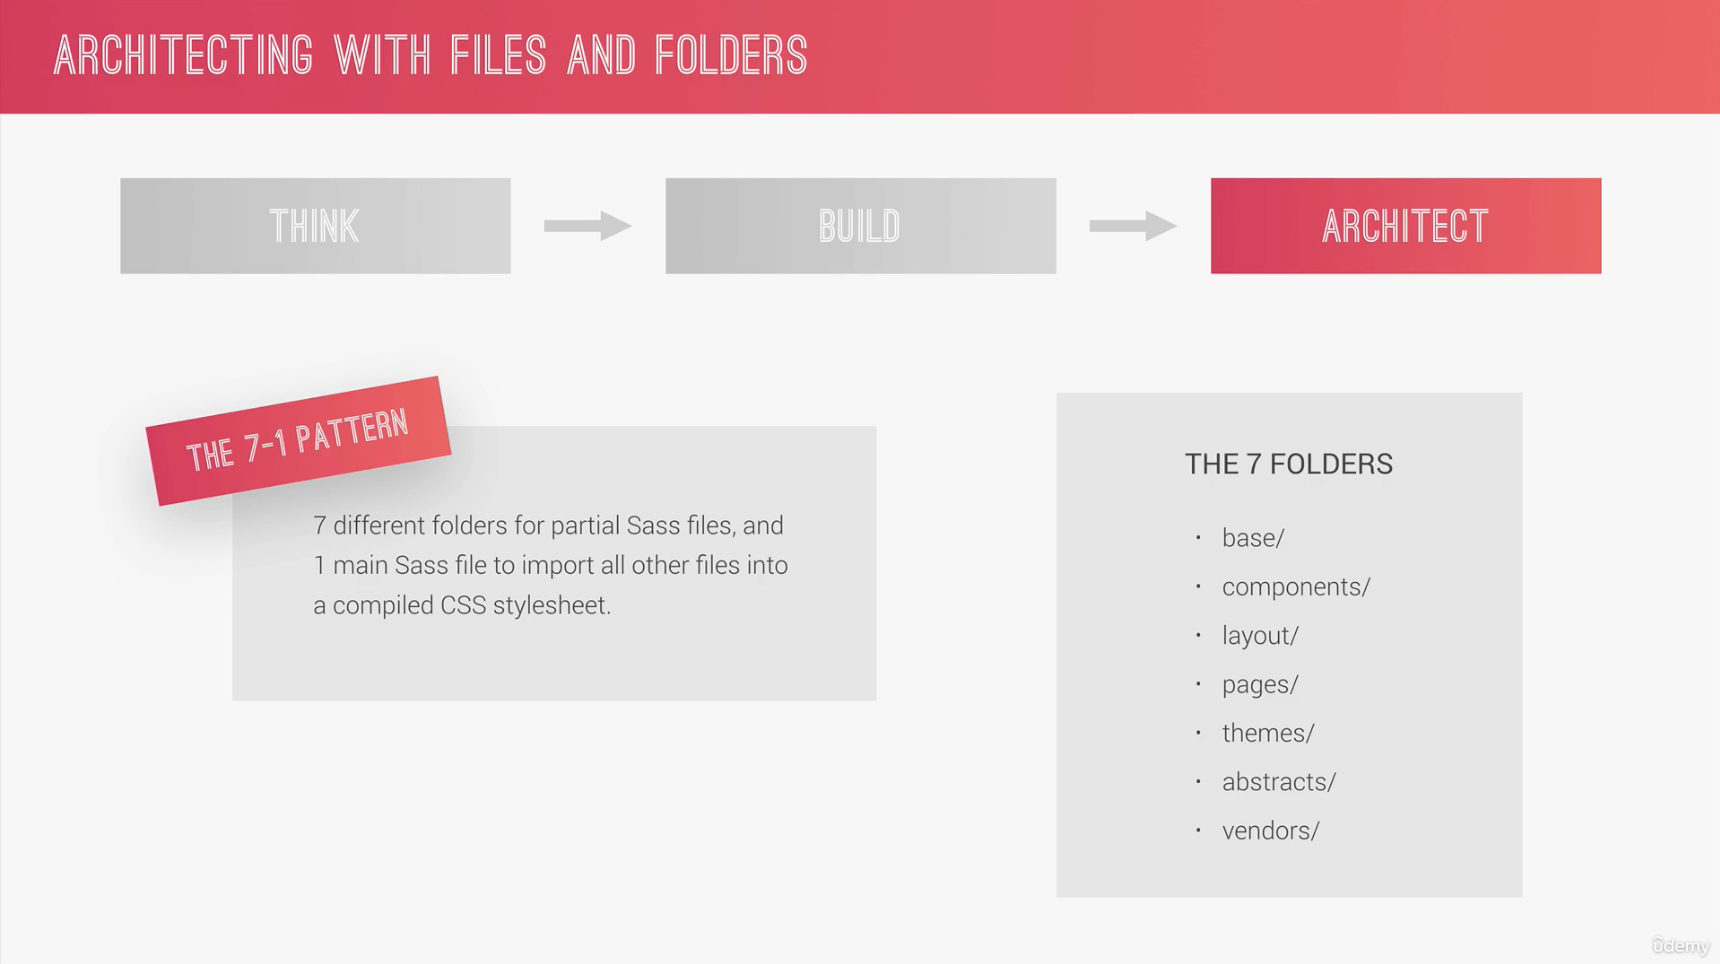 ARCHITECTING WITH FILES AND FOLDERS
THINK
BUILD
ARCHITECT
THE 7-1 PATTERN
7 different folders for partial Sass files, and
1 main Sass file to import all other files into
a compiled CSS stylesheet.
THE 7 FOLDERS
• base/
• components/
• layout/
• pages/
• themes/
• abstracts/
• vendors/
ûdemy